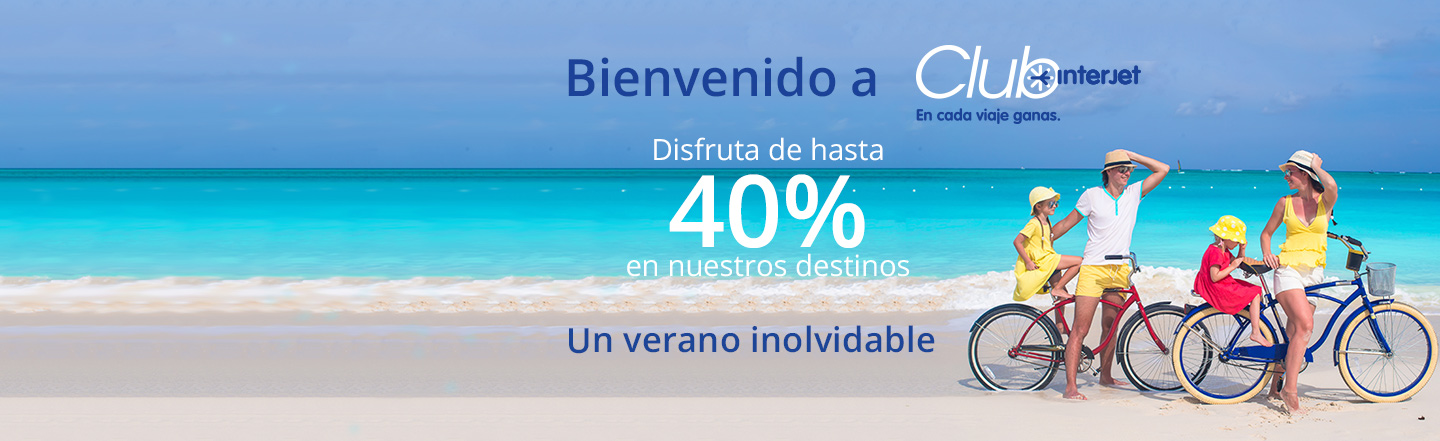 Bienvenido a
Club interjet
En cada viaje ganas.
Disfruta de hasta
40%
en nuestros destinos
Un verano inolvidable